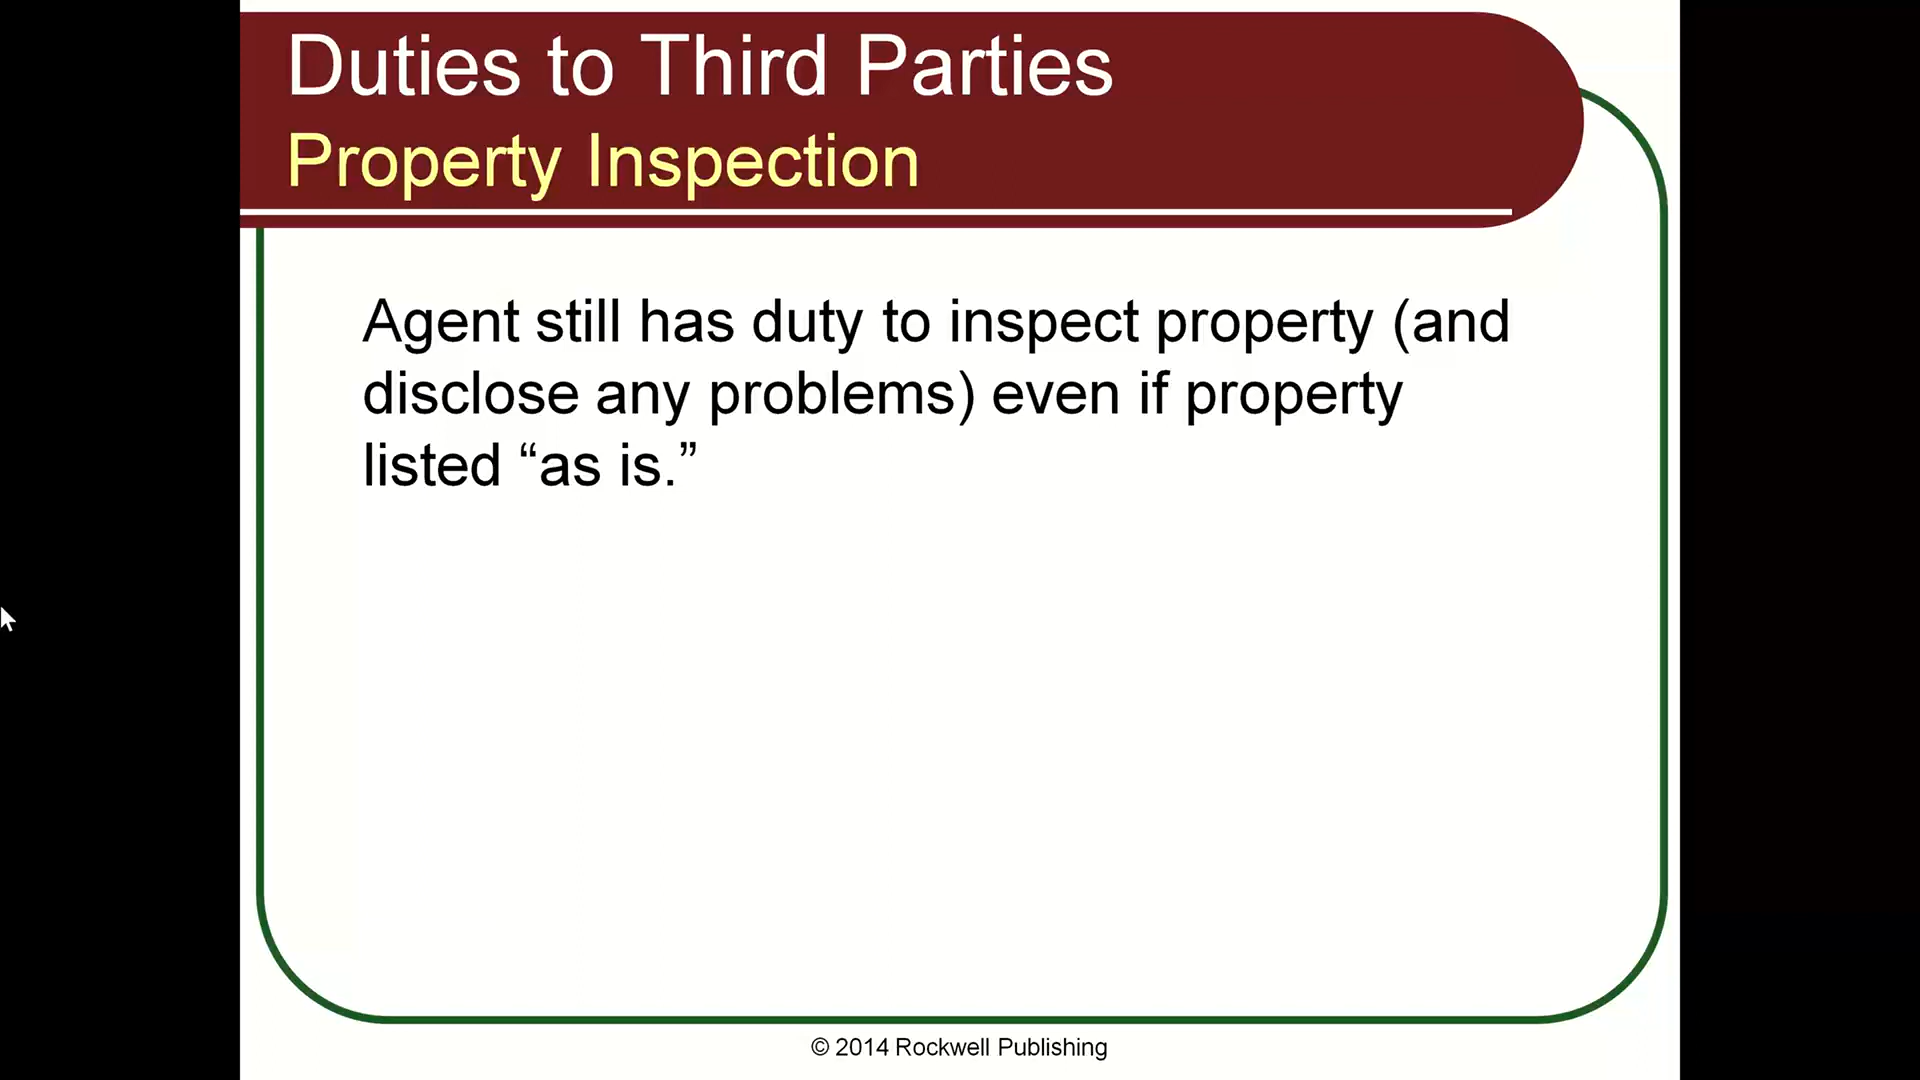 Duties to Third Parties
Property Inspection
Agent still has duty to inspect property (and
disclose any problems) even if property
listed “as is.”
© 2014 Rockwell Publishing